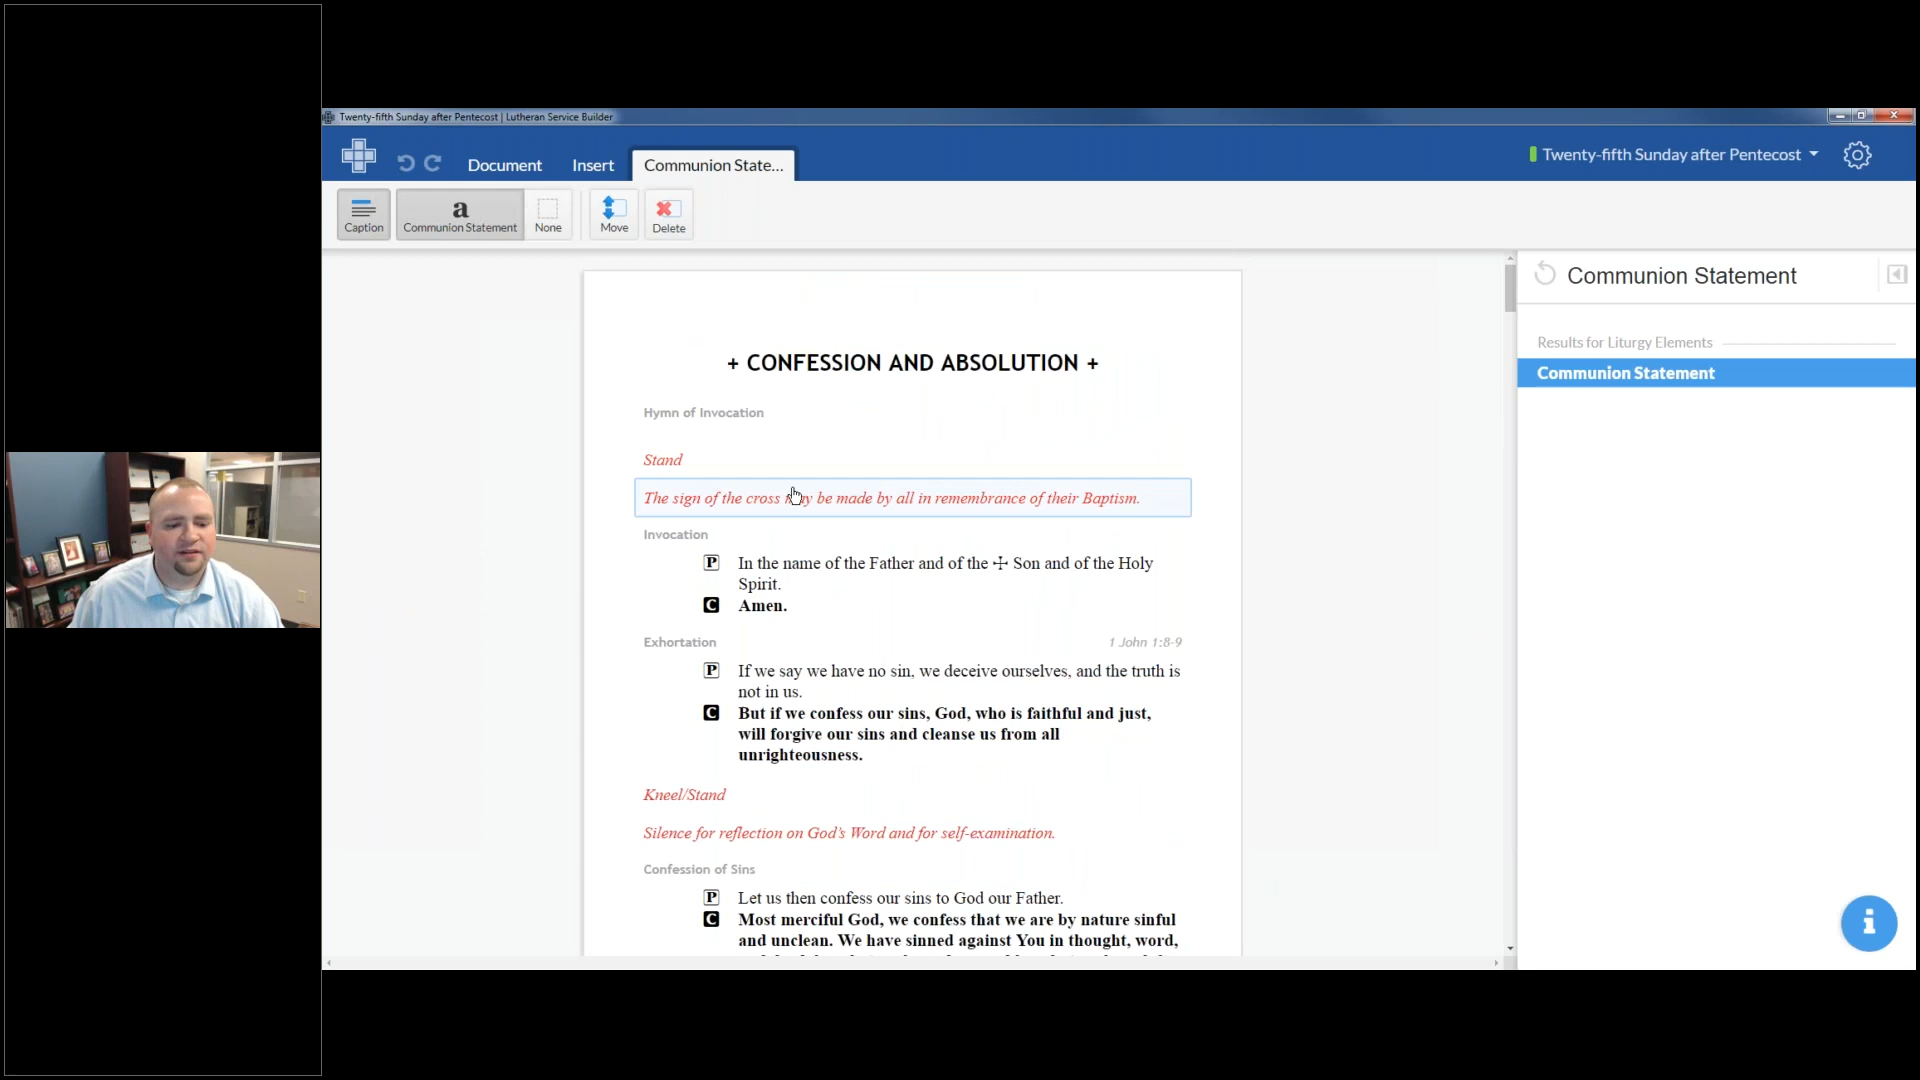 Twenty-fifth Sunday after Pentecost | Lutheran Service Builder
Document
Insert
Communion State...
Twenty-fifth Sunday after Pentecost
Caption
a
Communion Statement
None
Move
Delete
Communion Statement
Results for Liturgy Elements
Communion Statement
+ CONFESSION AND ABSOLUTION +
Hymn of Invocation
Stand
The sign of the cross may be made by all in remembrance of their Baptism.
Invocation
P In the name of the Father and of the ☩ Son and of the Holy
Spirit.
C Amen.
Exhortation 1 John 1:8-9
P If we say we have no sin, we deceive ourselves, and the truth is
not in us.
C But if we confess our sins, God, who is faithful and just,
will forgive our sins and cleanse us from all
unrighteousness.
Kneel/Stand
Silence for reflection on God's Word and for self-examination.
Confession of Sins
P Let us then confess our sins to God our Father.
C Most merciful God, we confess that we are by nature sinful
and unclean. We have sinned against You in thought, word,